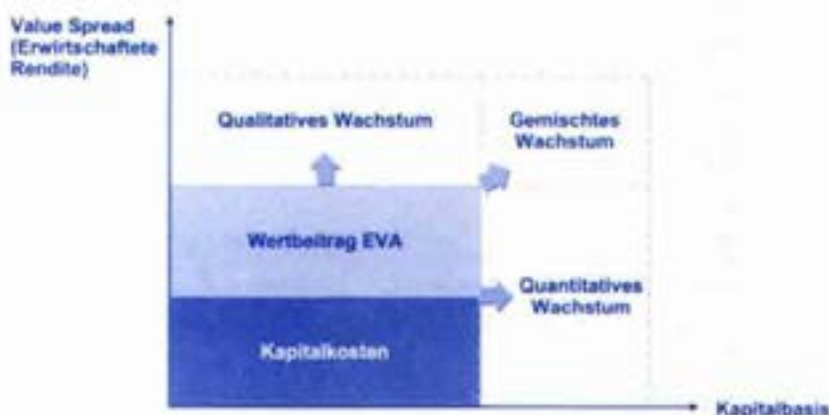 Value Spread
(Erwirtschaftete
Rendite)
Qualitatives Wachstum
Gemischtes
Wachstum
Wertbeitrag EVA
Quantitatives
Wachstum
Kapitalkosten
Kapitalbasis